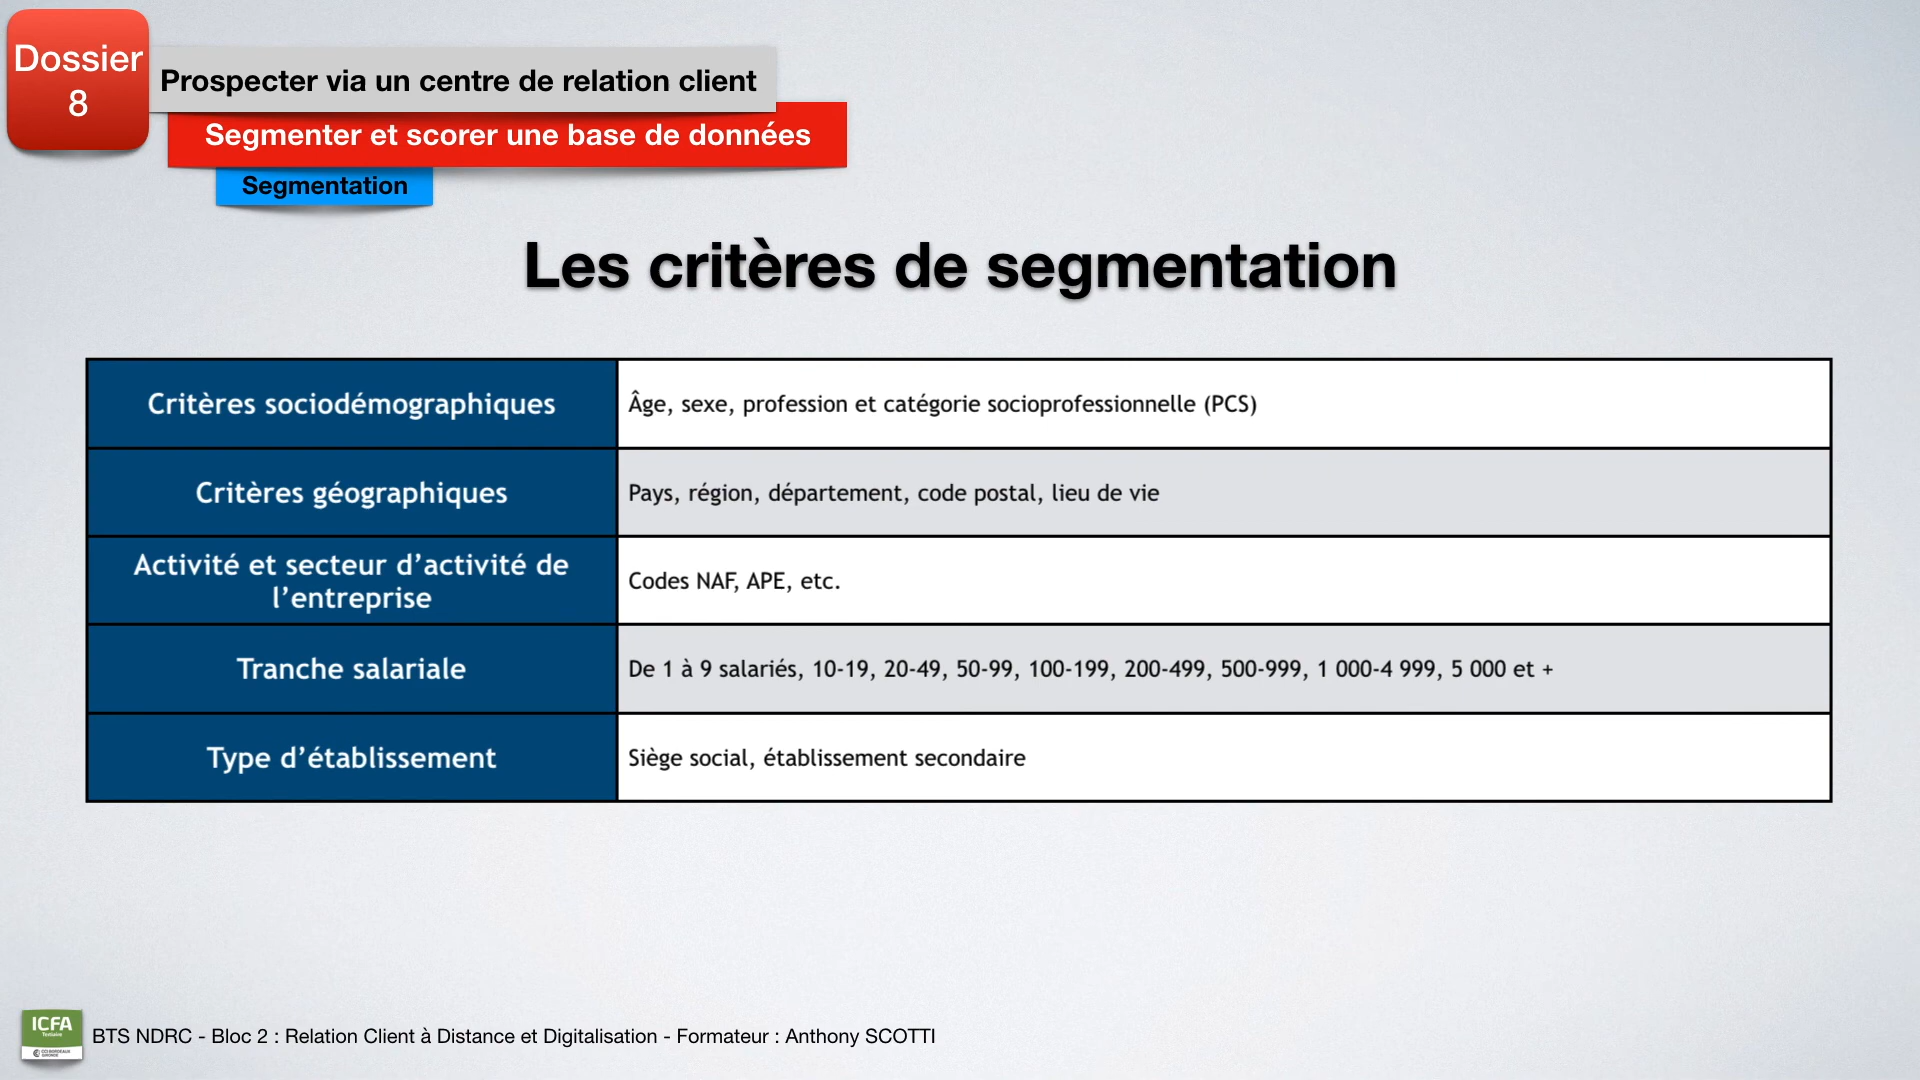 Dossier
8
Prospecter via un centre de relation client
Segmenter et scorer une base de données
Segmentation
Les critères de segmentation
Critères sociodémographiques
Âge, sexe, profession et catégorie socioprofessionnelle (PCS)
Critères géographiques
Pays, région, département, code postal, lieu de vie
Activité et secteur d’activité de
l’entreprise
Codes NAF, APE, etc.
Tranche salariale
De 1 à 9 salariés, 10-19, 20-49, 50-99, 100-199, 200-499, 500-999, 1 000-4 999, 5 000 et +
Type d’établissement
Siège social, établissement secondaire
ICFA
Tertiaire
CCI BORDEAUX
GIRONDE
BTS NDRC - Bloc 2 : Relation Client à Distance et Digitalisation - Formateur : Anthony SCOTTI